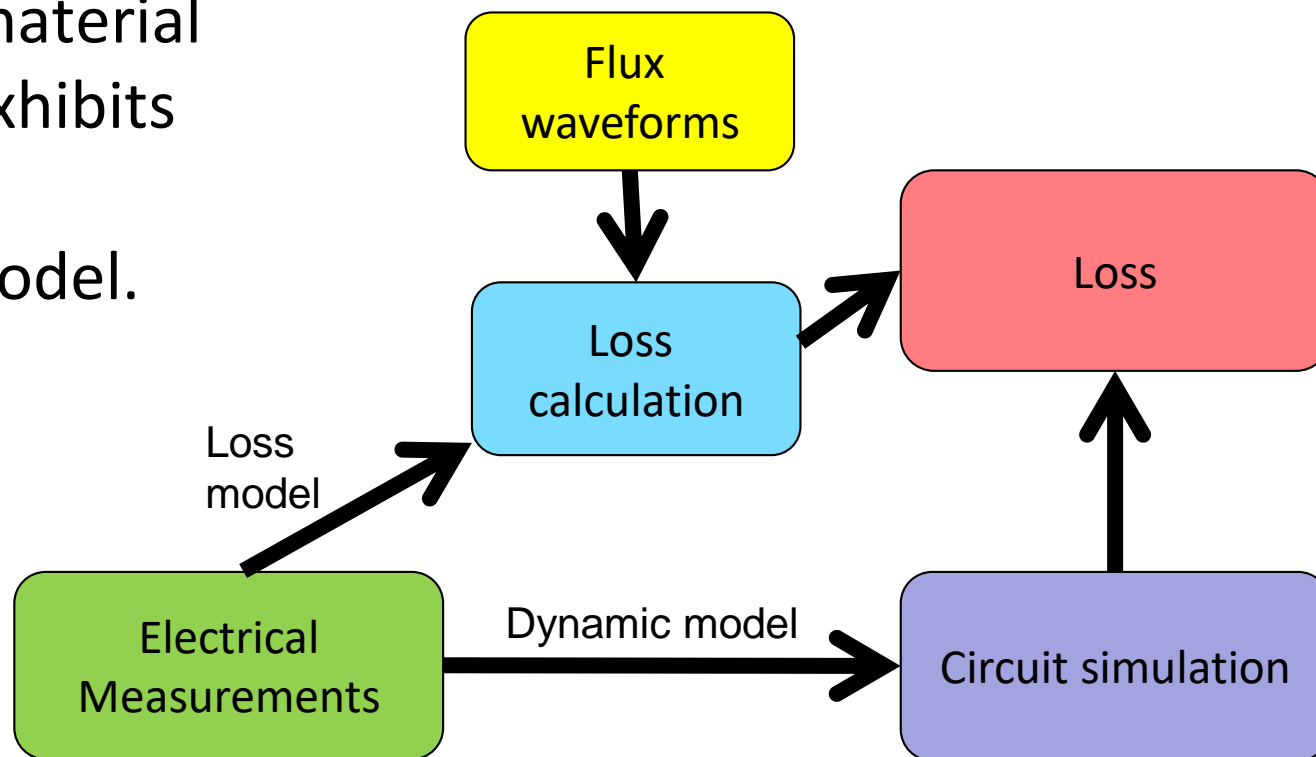 naterial
xhibits
odel.
Flux
waveforms
Loss
Loss
calculation
Loss
model
Electrical
Measurements
Dynamic model
Circuit simulation